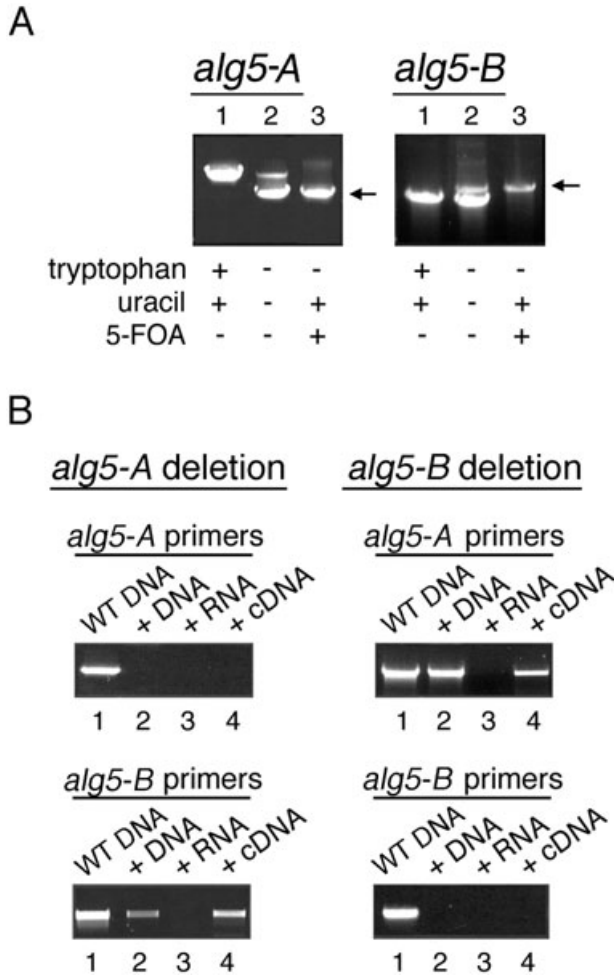 A
alg5-A alg5-B
1 2 3 1 2 3
tryptophan + - - + - -
uracil + - + + - +
5-FOA - - + - - +
B
alg5-A deletion alg5-B deletion
alg5-A primers alg5-A primers
WT DNA + DNA + RNA + cDNA WT DNA + DNA + RNA + cDNA
1 2 3 4 1 2 3 4
alg5-B primers alg5-B primers
WT DNA + DNA + RNA + cDNA WT DNA + DNA + RNA + cDNA
1 2 3 4 1 2 3 4